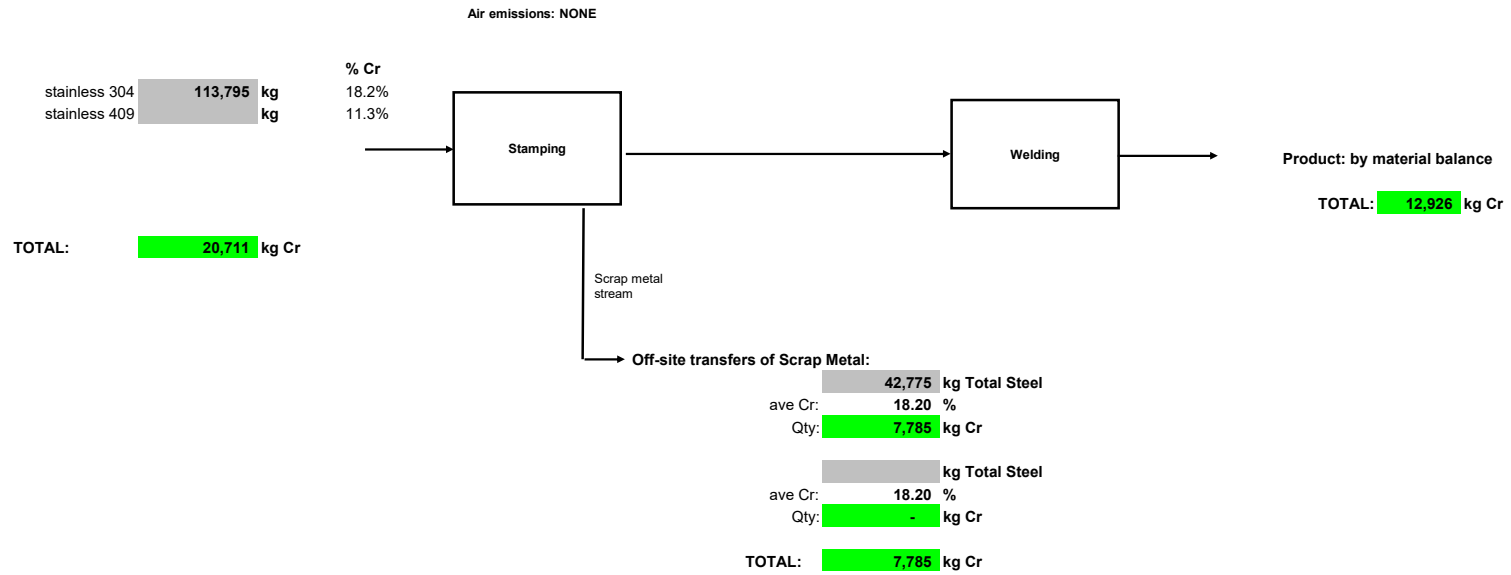 Air emissions: NONE
% Cr
stainless 304 113,795 kg 18.2%
stainless 409 kg 11.3%
Stamping
Welding
Product: by material balance
TOTAL: 12,926 kg Cr
TOTAL: 20,711 kg Cr
Scrap metal
stream
Off-site transfers of Scrap Metal:
42,775 kg Total Steel
ave Cr: 18.20 %
Qty: 7,785 kg Cr
kg Total Steel
ave Cr: 18.20 %
Qty: - kg Cr
TOTAL: 7,785 kg Cr